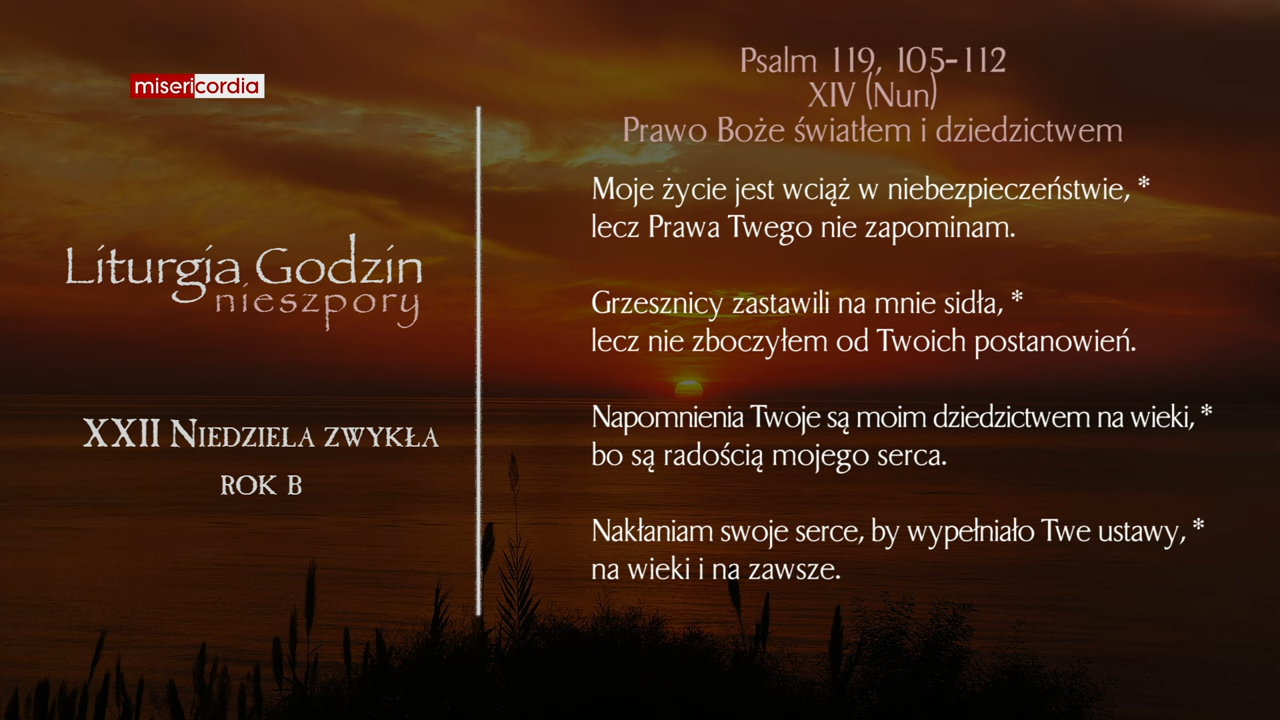 misericordia
Liturgia Godzin
nieszpory
XXII Niedziela zwykła
rok B
Psalm 119, 105-112
XIV (Nun)
Prawo Boże światłem i dziedzictwem
Moje życie jest wciąż w niebezpieczeństwie, *
lecz Prawa Twego nie zapominam.
Grzesznicy zastawili na mnie sidła, *
lecz nie zboczyłem od Twoich postanowień.
Napomnienia Twoje są moim dziedzictwem na wieki, *
bo są radością mojego serca.
Nakłaniam swoje serce, by wypełniało Twe ustawy, *
na wieki i na zawsze.